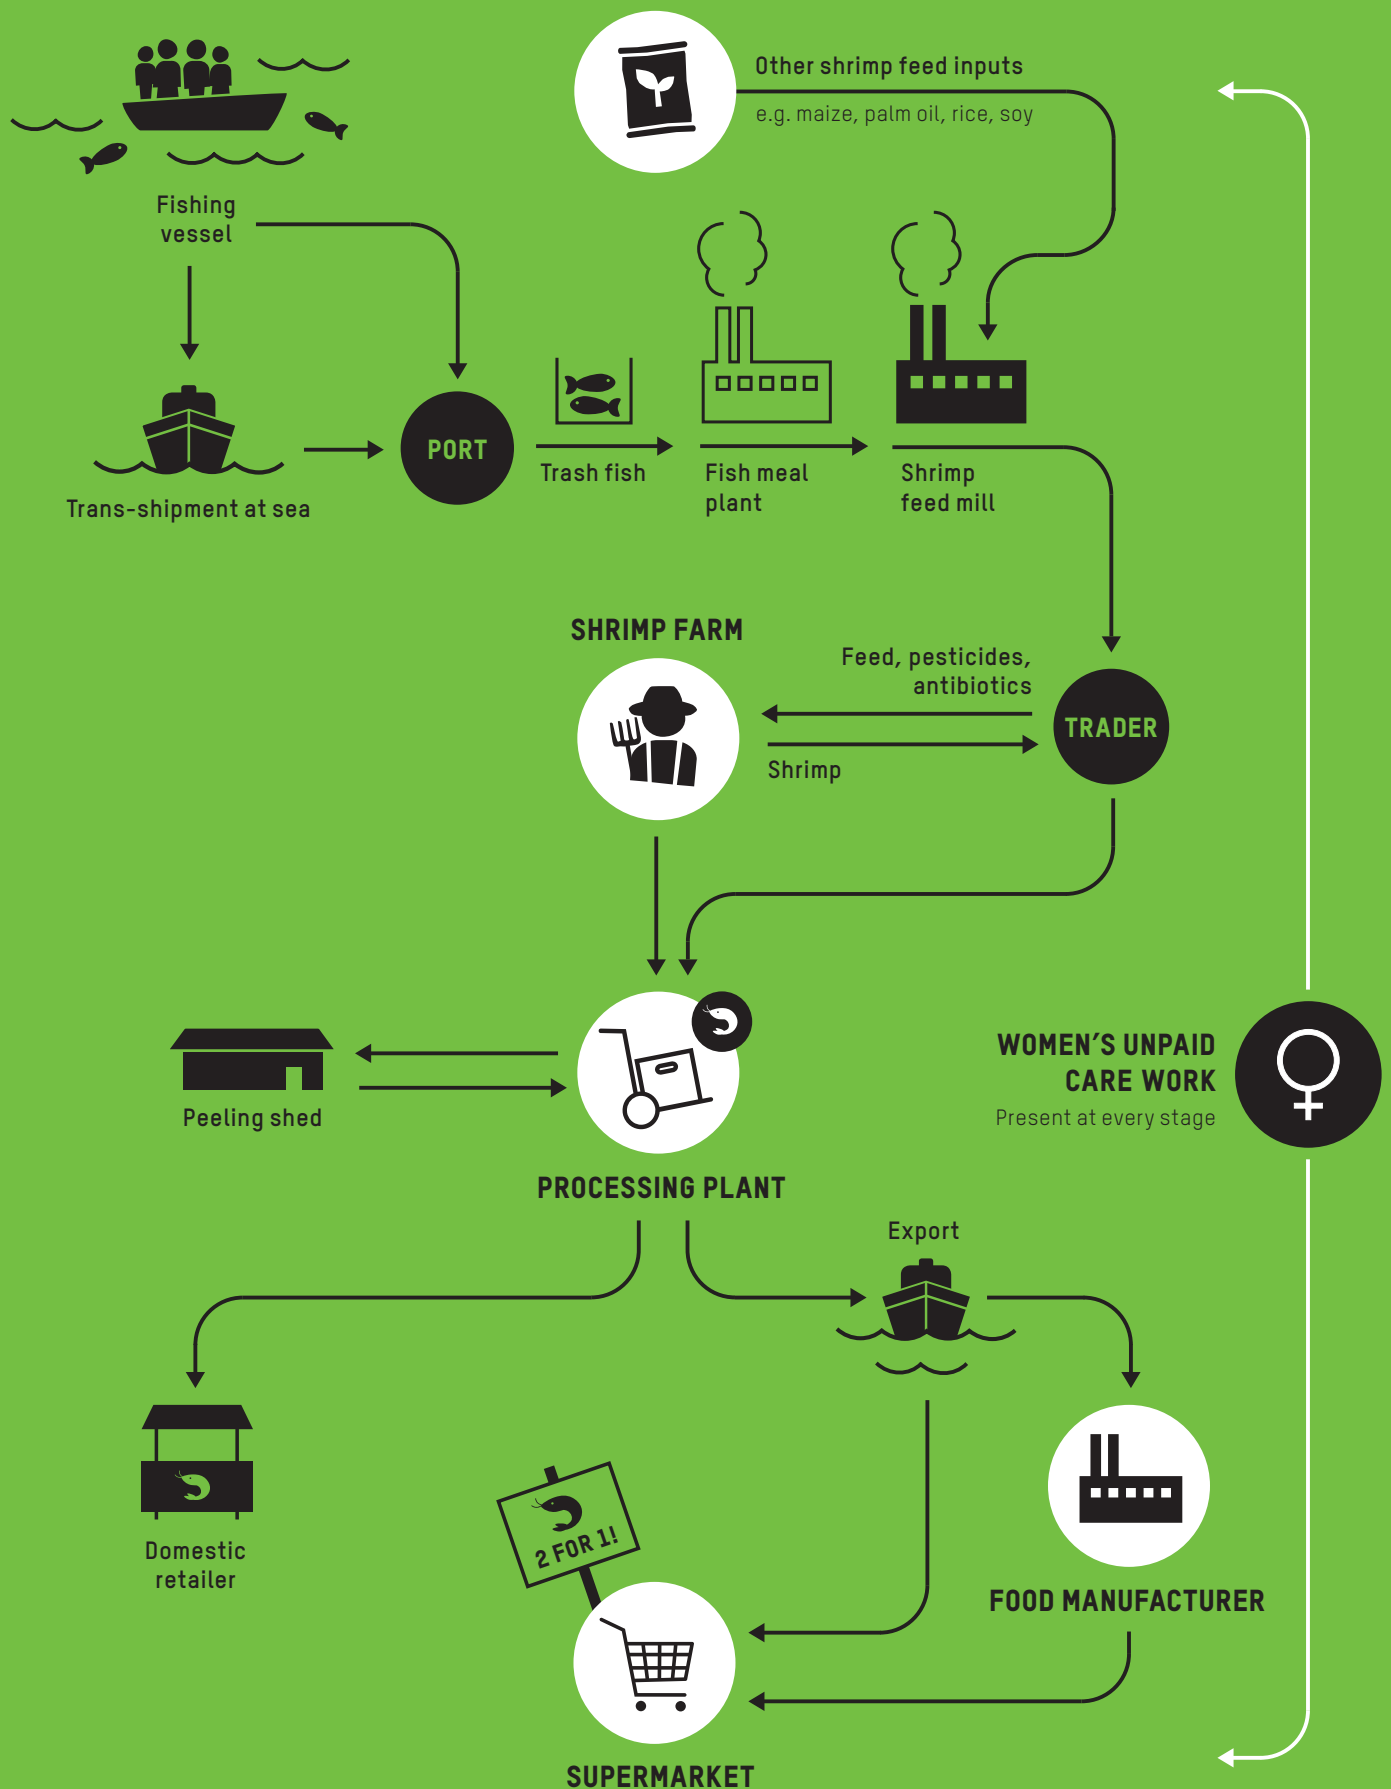 Other shrimp feed inputs
e.g. maize, palm oil, rice, soy
Fishing
vessel
PORT
Trash fish
Fish meal
plant
Shrimp
feed mill
Trans-shipment at sea
SHRIMP FARM
Feed, pesticides,
antibiotics
TRADER
Shrimp
WOMEN’S UNPAID
CARE WORK
Present at every stage
Peeling shed
PROCESSING PLANT
Export
2 FOR 1!
Domestic
retailer
FOOD MANUFACTURER
SUPERMARKET